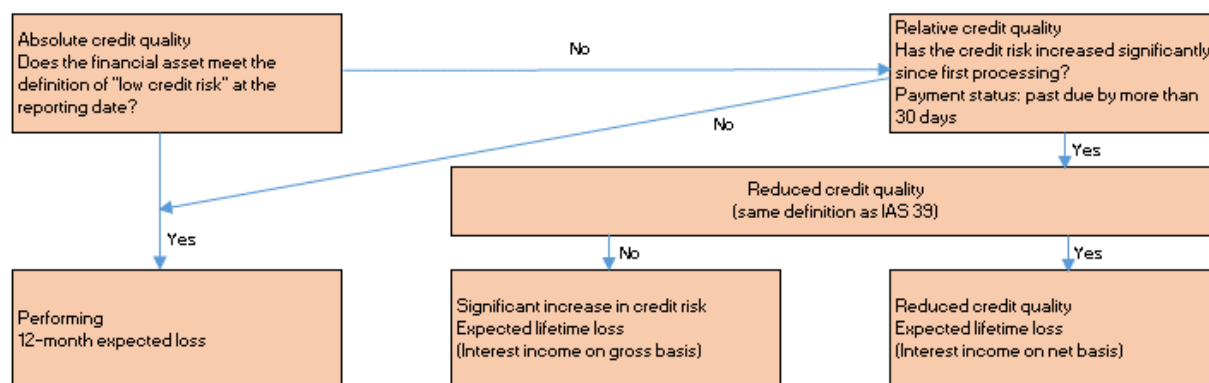 Absolute credit quality
Does the financial asset meet the
definition of "low credit risk" at the
reporting date?
No
Relative credit quality
Has the credit risk increased significantly
since first processing?
Payment status: past due by more than
30 days
No
Yes
Reduced credit quality
(same definition as IAS 39)
Yes
No
Yes
Performing
12-month expected loss
Significant increase in credit risk
Expected lifetime loss
(Interest income on gross basis)
Reduced credit quality
Expected lifetime loss
(Interest income on net basis)